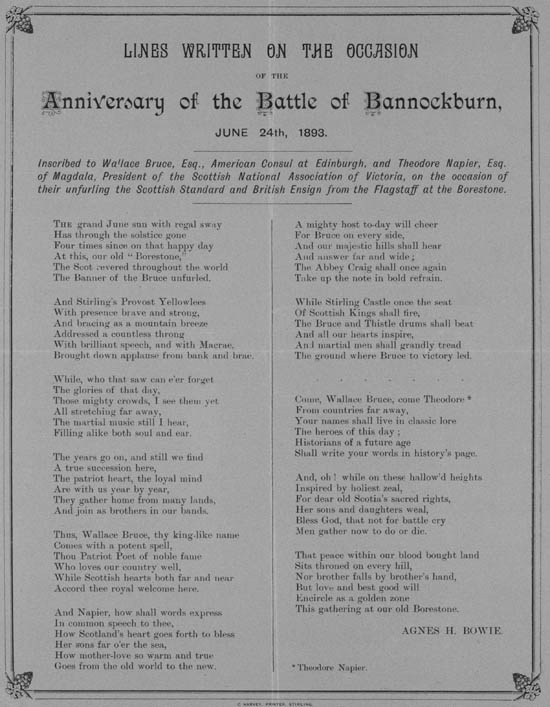 LINES WRITTEN ON THE OCCASION
OF THE
Anniversary of the Battle of Bannockburn,
JUNE 24th, 1893.
Inscribed to Wallace Bruce, Esq., American Consul at Edinburgh, and Theodore Napier, Esq.
of Magdala, President of the Scottish National Association of Victoria, on the occasion of
their unfurling the Scottish Standard and British Ensign from the Flagstaff at the Borestone.
THE grand June sun with regal sway
Has through the solstice gone
Four times since on that happy day
At this, our old "Borestone,"
The Scot revered throughout the world
The Banner of the Bruce unfurled.
And Stirling's Provost Yellowlees
With presence brave and strong,
And bracing as a mountain breeze
Addressed a countless throng
With brilliant speech, and with Macrae,
Brought down applause from bank and brae.
While, who that saw can e'er forget
The glories of that day,
Those mighty crowds, I see them yet
All stretching far away,
The martial music still I hear,
Filling alike both soul and ear.
The years go on, and still we find
A true succession here,
The patriot heart, the loyal mind
Are with us year by year,
They gather home from many lands,
And join as brothers in our bands.
Thus, Wallace Bruce, thy king-like name
Comes with a potent spell,
Thou Patriot Poet of noble fame
Who loves our country well,
While Scottish hearts both far and near
Accord thee royal welcome here.
And Napier, how shall words express
In common speech to thee,
How Scotland's heart goes forth to bless
Her sons far o'er the sea,
How mother-love so warm and true
Goes from the old world to the new.
A mighty host to-day will cheer
For Bruce on every side,
And our majestic hills shall hear
And answer far and wide;
The Abbey Craig shall once again
Take up the note in bold refrain.
While Stirling Castle once the seat
Of Scottish Kings shall fire,
The Bruce and Thistle drums shall beat
And all our hearts inspire,
And martial men shall grandly tread
The ground where Bruce to victory led.
. . . . . . .
Come, Wallace Bruce, come Theodore *
From countries far away,
Your names shall live in classic lore
The heroes of this day;
Historians of a future age
Shall write your words in history's page.
And, oh! while on these hallow'd heights
Inspired by holiest zeal,
For dear old Scotia's sacred rights,
Her sons and daughters weal,
Bless God, that not for battle cry
Men gather now to do or die.
That peace within our blood bought land
Sits throned on every hill,
Nor brother falls by brother's hand,
But love and best good will
Encircle as a golden zone
This gathering at our old Borestone.
AGNES H. BOWIE.
* Theodore Napier.
HARVEY, PRINTER, STIRLING.